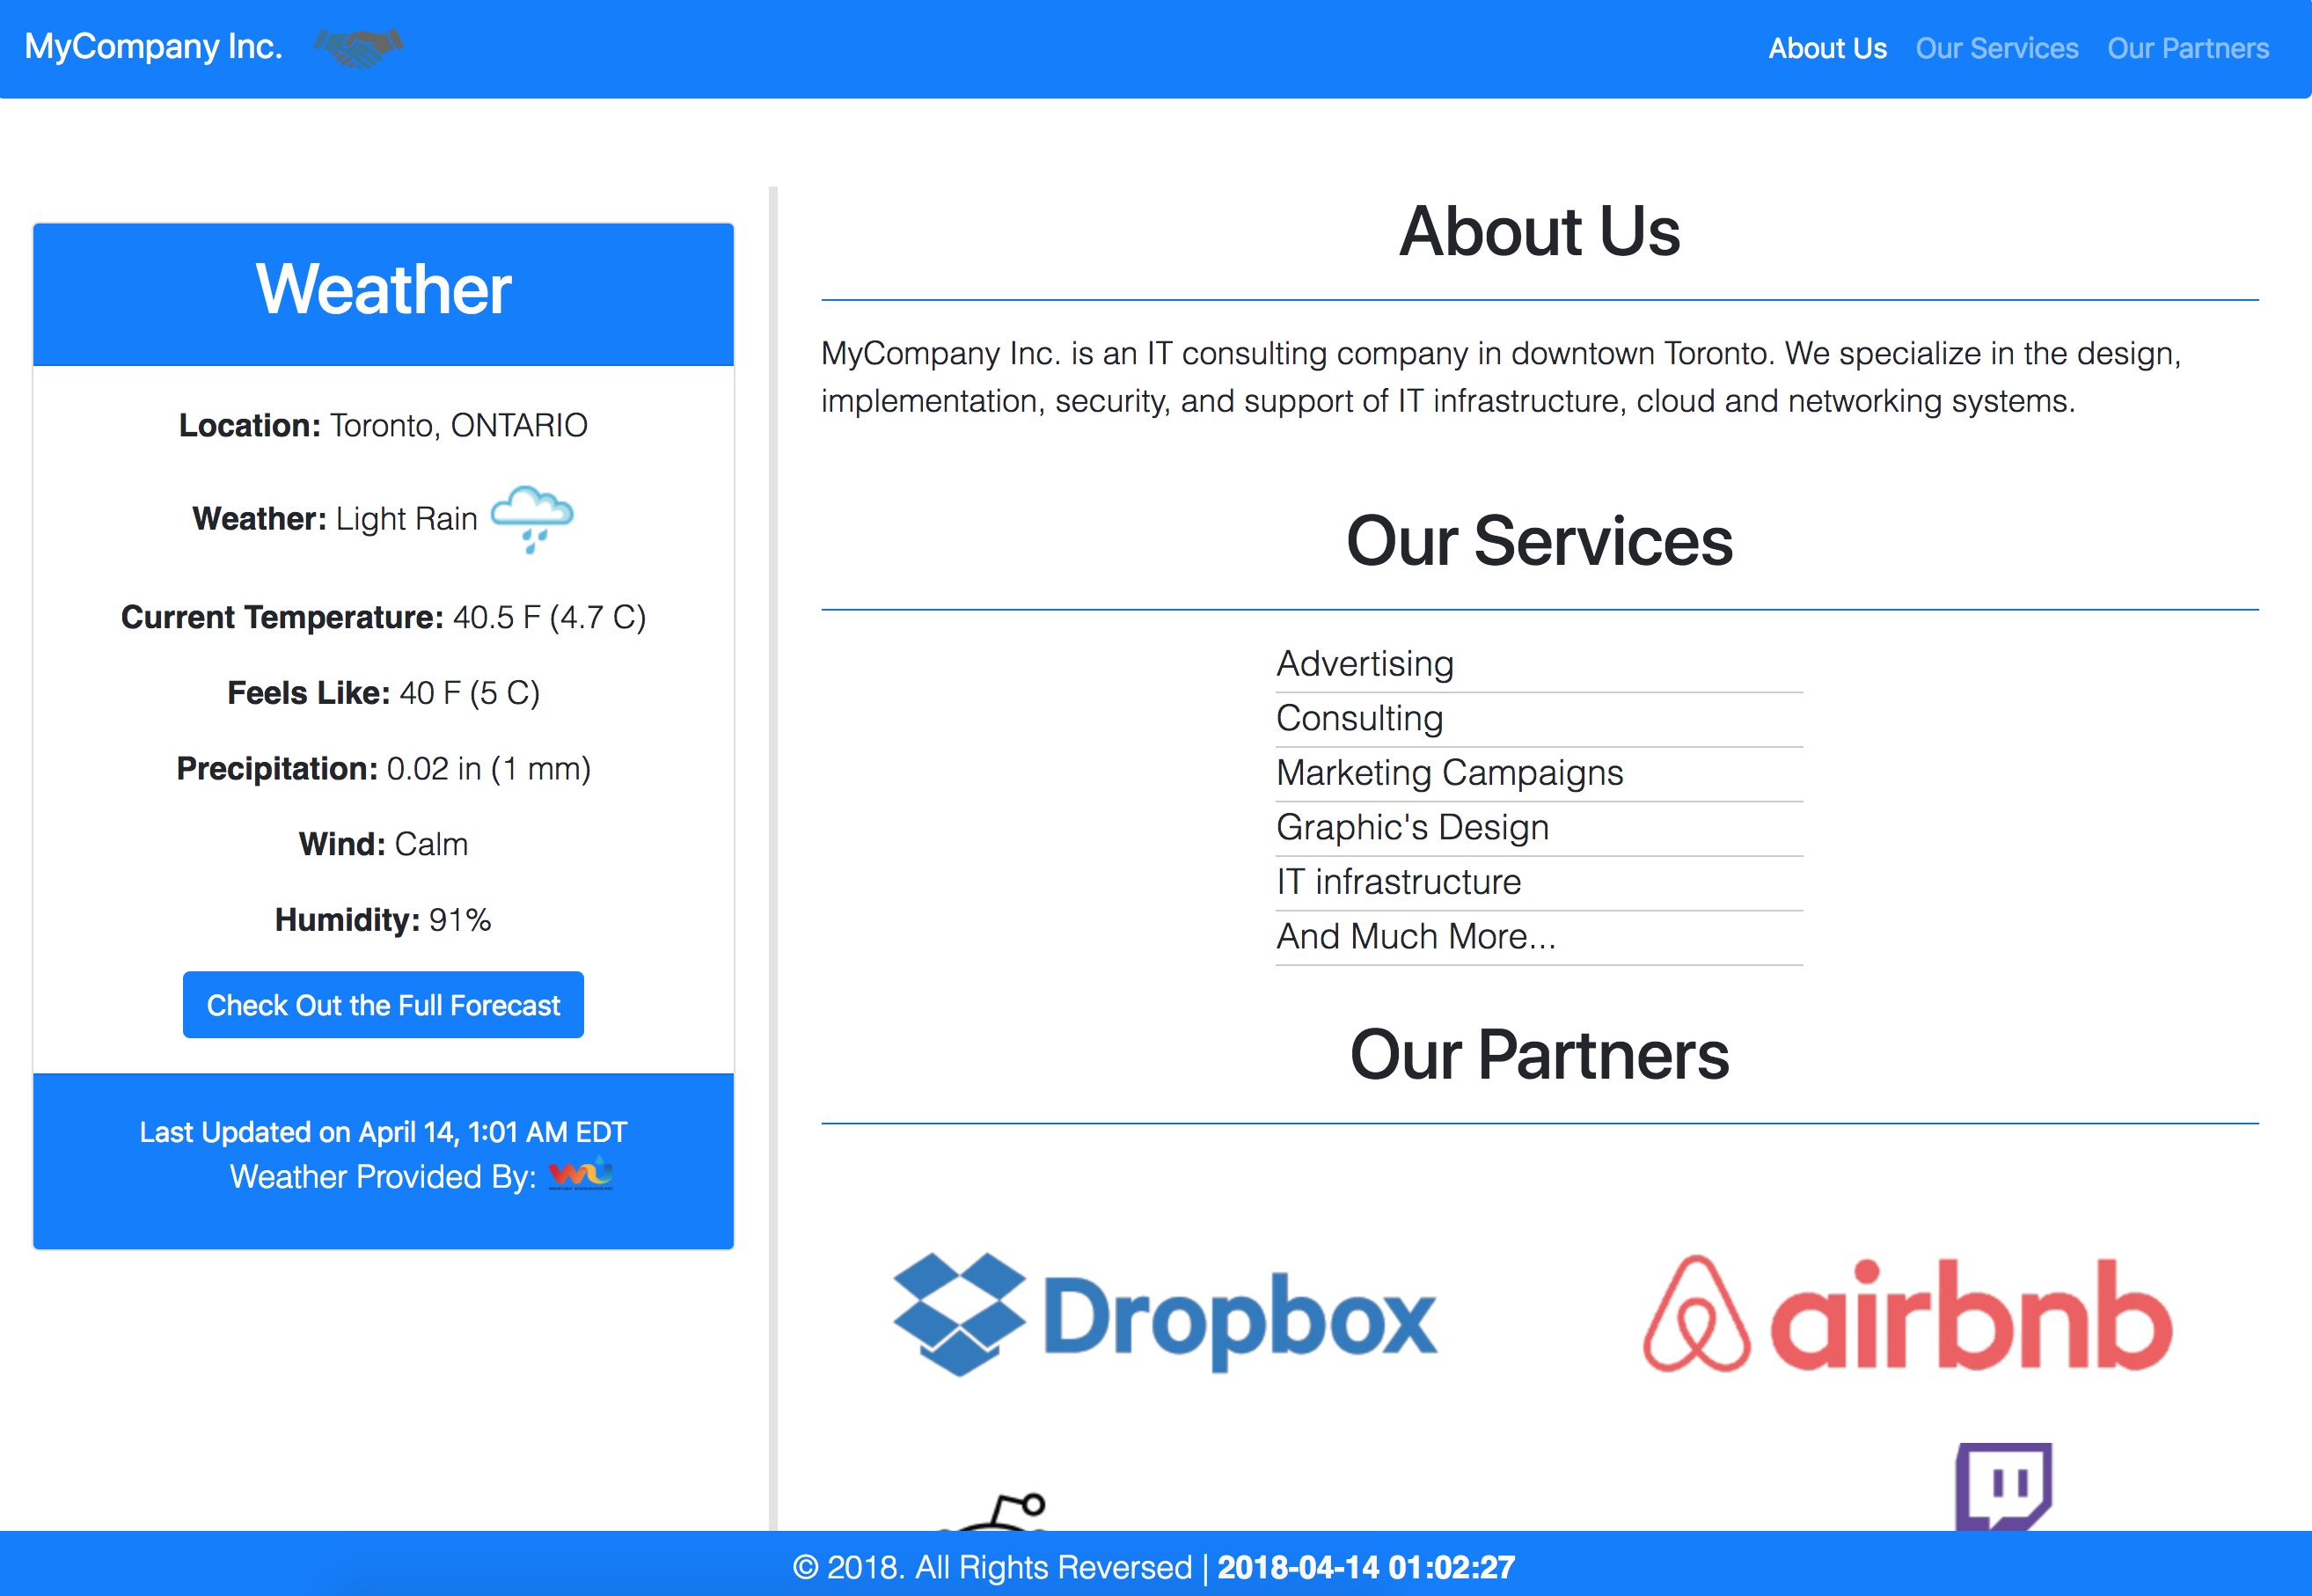 MyCompany Inc.
About Us Our Services Our Partners
Weather
Location: Toronto, ONTARIO
Weather: Light Rain
Current Temperature: 40.5 F (4.7 C)
Feels Like: 40 F (5 C)
Precipitation: 0.02 in (1 mm)
Wind: Calm
Humidity: 91%
Check Out the Full Forecast
Last Updated on April 14, 1:01 AM EDT
Weather Provided By: wu
About Us
MyCompany Inc. is an IT consulting company in downtown Toronto. We specialize in the design,
implementation, security, and support of IT infrastructure, cloud and networking systems.
Our Services
Advertising
Consulting
Marketing Campaigns
Graphic's Design
IT infrastructure
And Much More...
Our Partners
Dropbox
airbnb
© 2018. All Rights Reversed | 2018-04-14 01:02:27